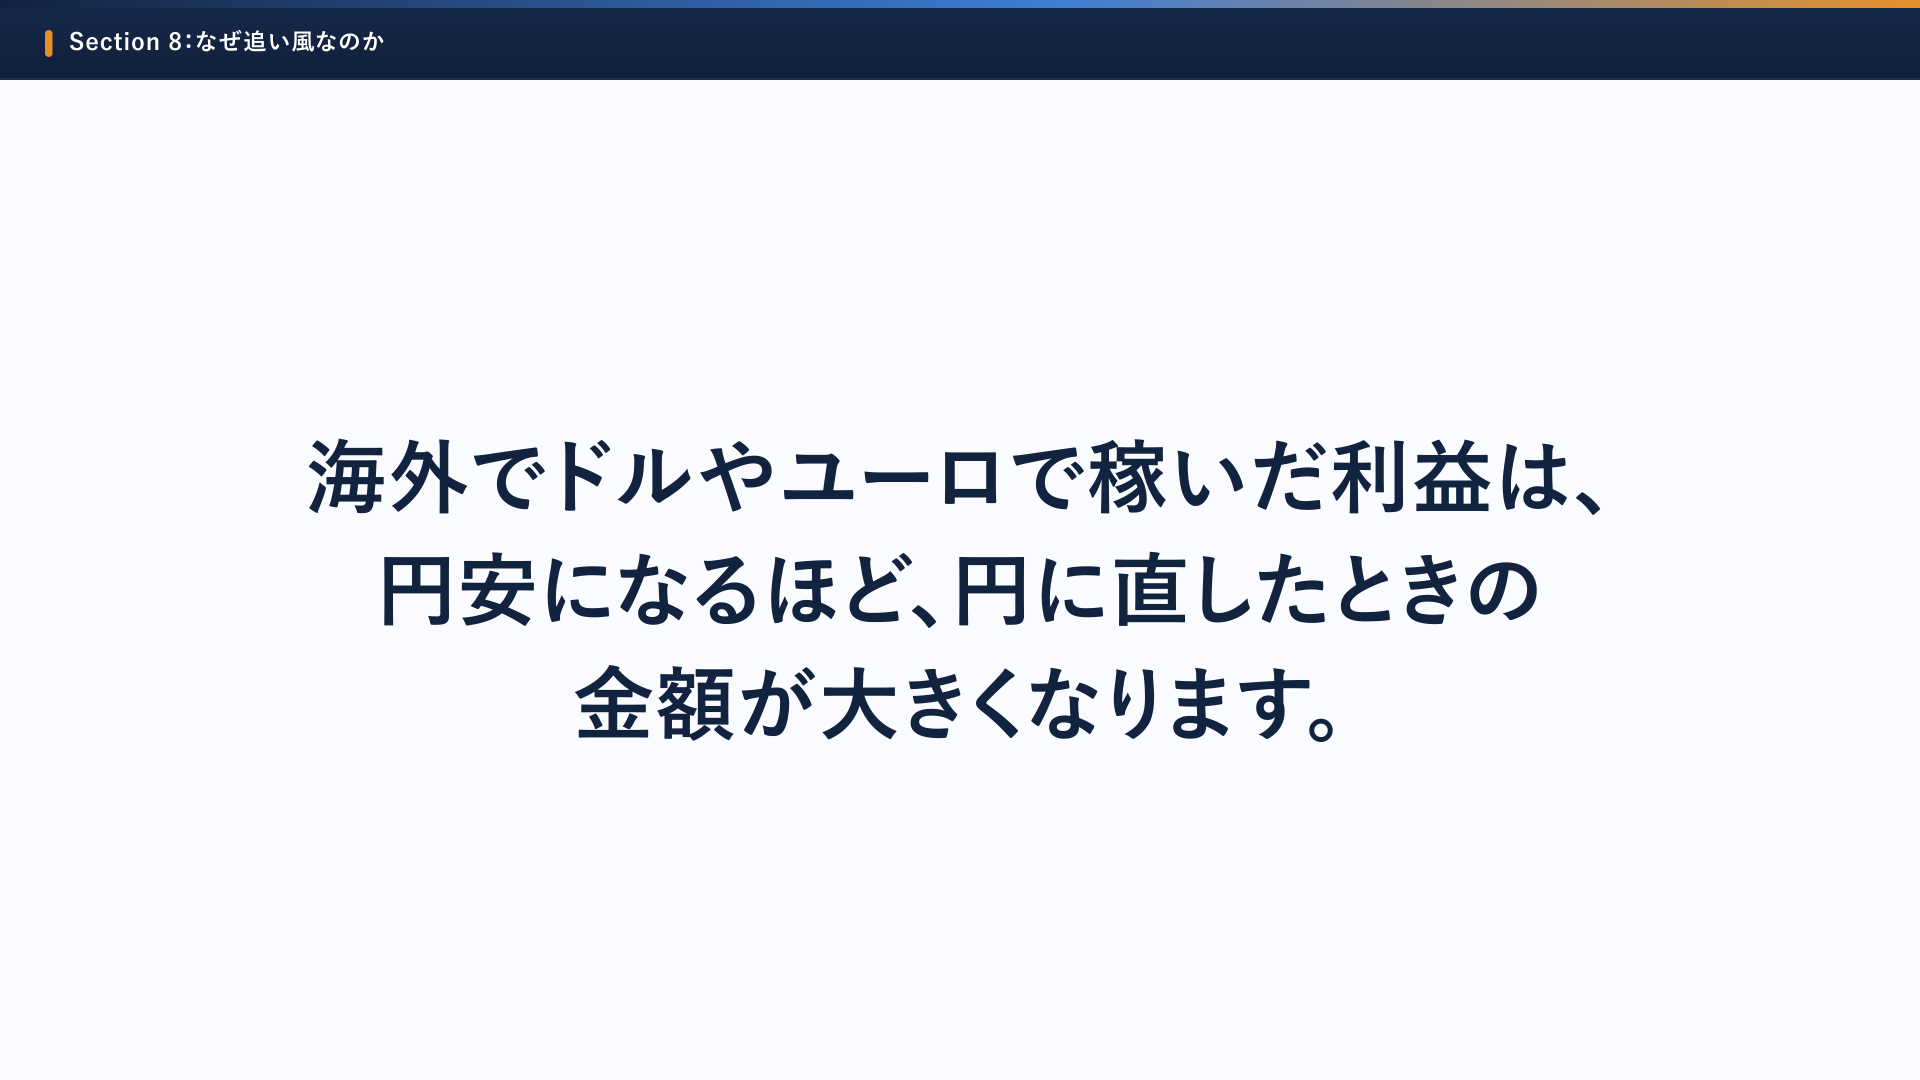 Section 8：なぜ追い風なのか
海外でドルやユーロで稼いだ利益は、
円安になるほど、円に直したときの
金額が大きくなります。